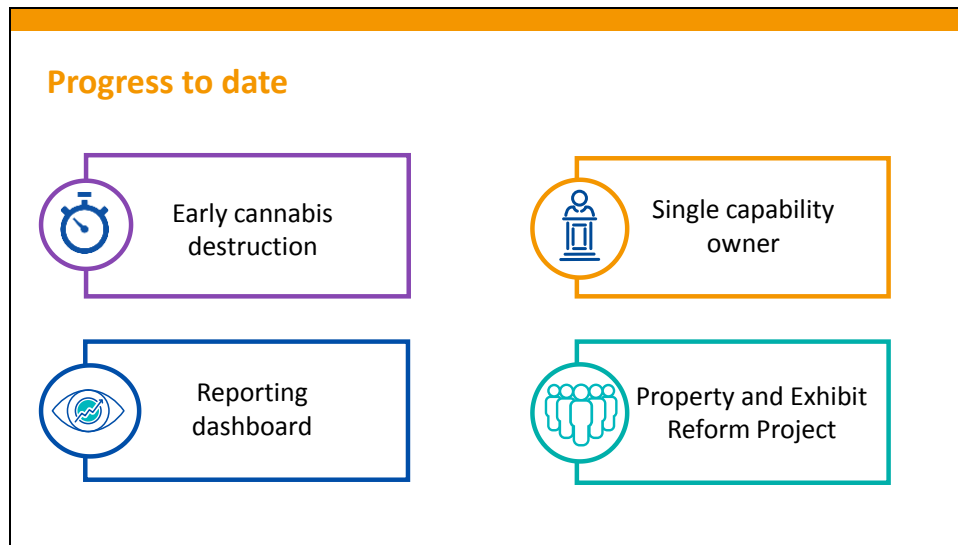 Progress to date
Early cannabis
destruction
Single capability
owner
Reporting
dashboard
Property and Exhibit
Reform Project